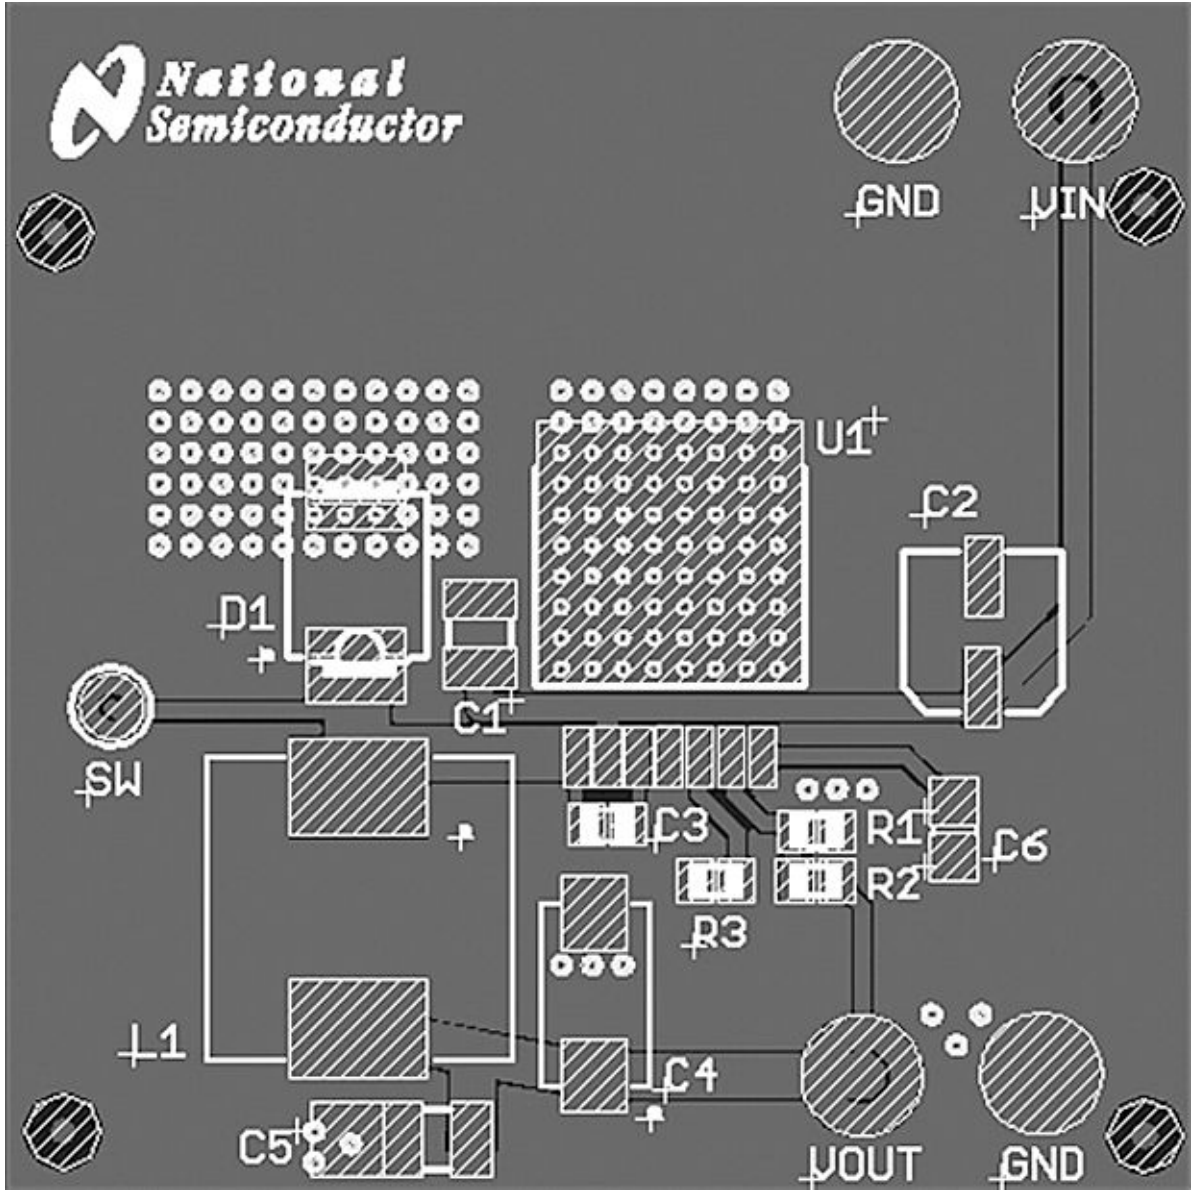 National
Semiconductor
GND
VIN
U1
C2
D1
C1
SW
C3
R1
C6
R2
R3
L1
C4
C5
VOUT
GND